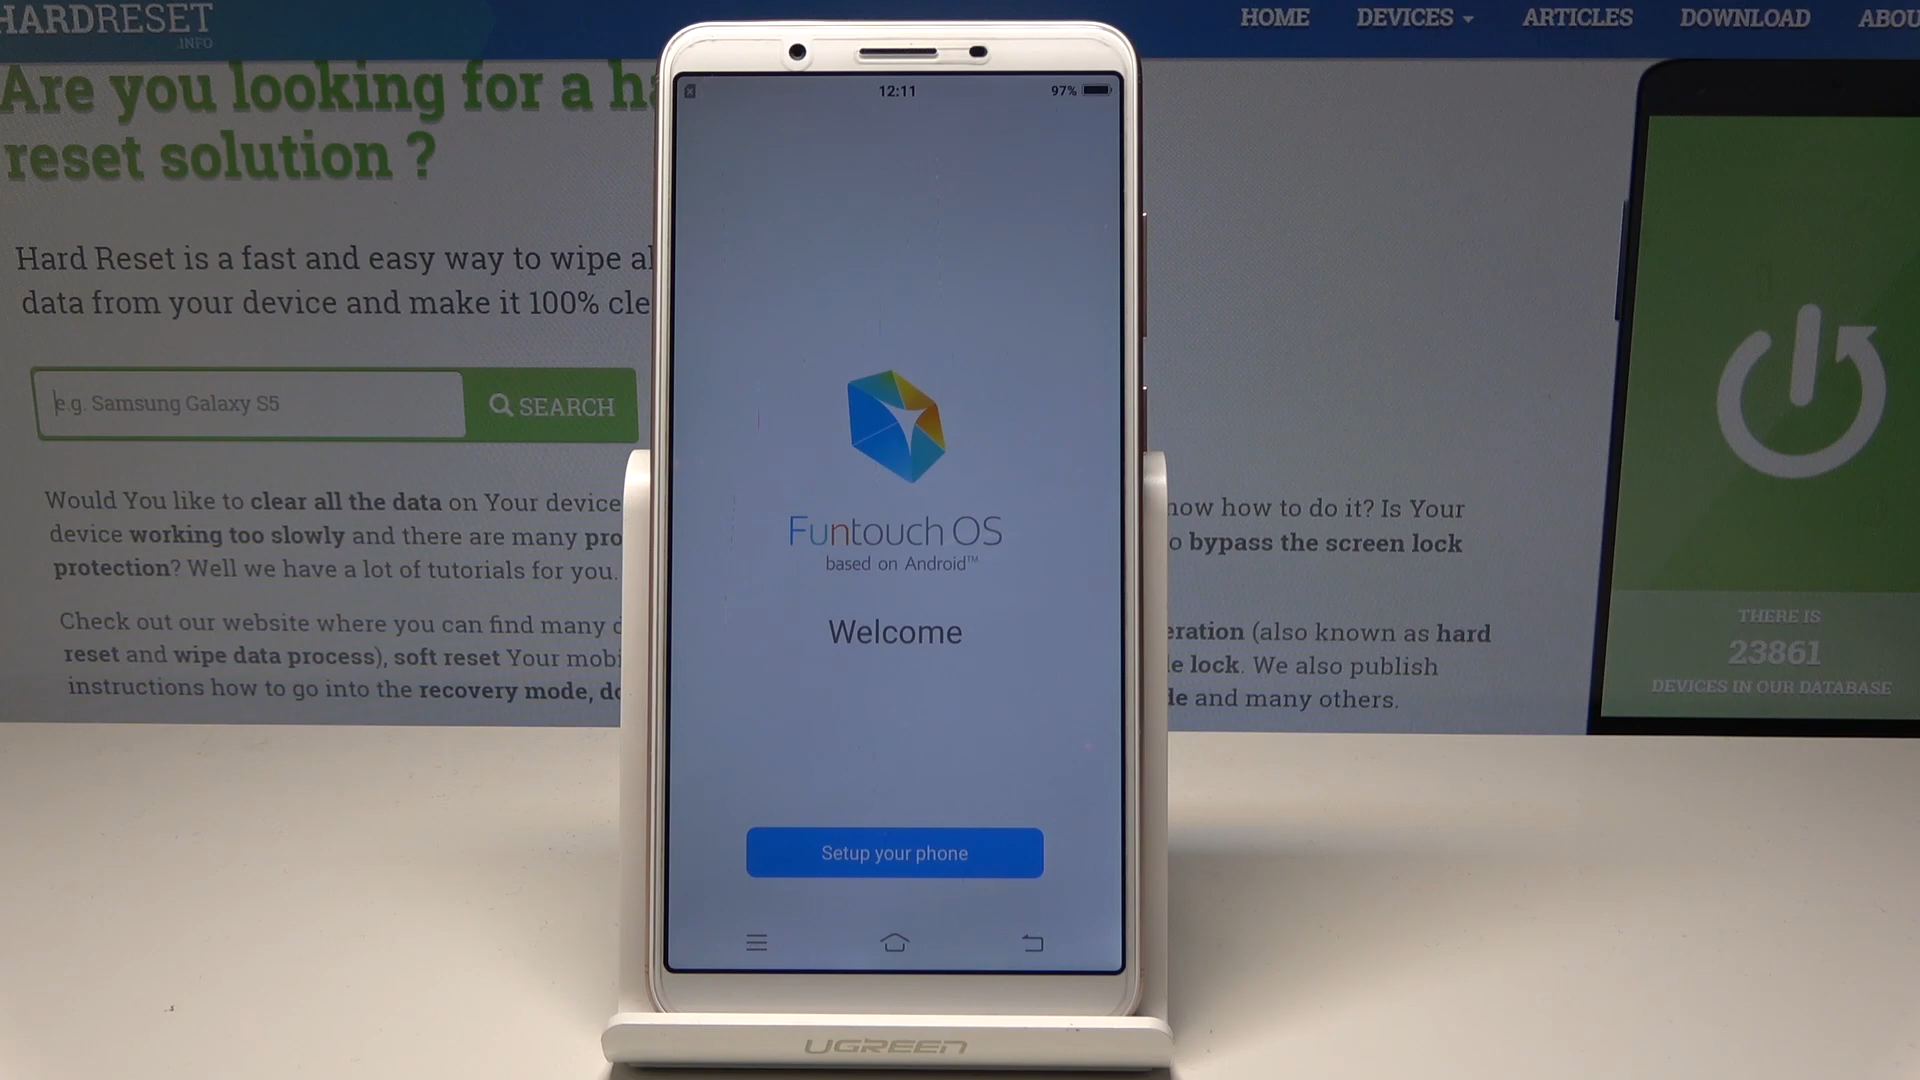 HARDRESET
.INFO
HOME DEVICES ARTICLES DOWNLOAD ABOU
Are you looking for a ha
reset solution ?
Hard Reset is a fast and easy way to wipe al
data from your device and make it 100% cle
e.g. Samsung Galaxy S5
SEARCH
Would You like to clear all the data on Your device
device working too slowly and there are many pro
protection? Well we have a lot of tutorials for you.
Check out our website where you can find many
reset and wipe data process), soft reset Your mobi
instructions how to go into the recovery mode, do
12:11
97%
Funtouch OS
based on Android™
Welcome
Setup your phone
UGREEN
now how to do it? Is Your
o bypass the screen lock
eration (also known as hard
le lock. We also publish
de and many others.
THERE IS
23861
DEVICES IN OUR DATABASE